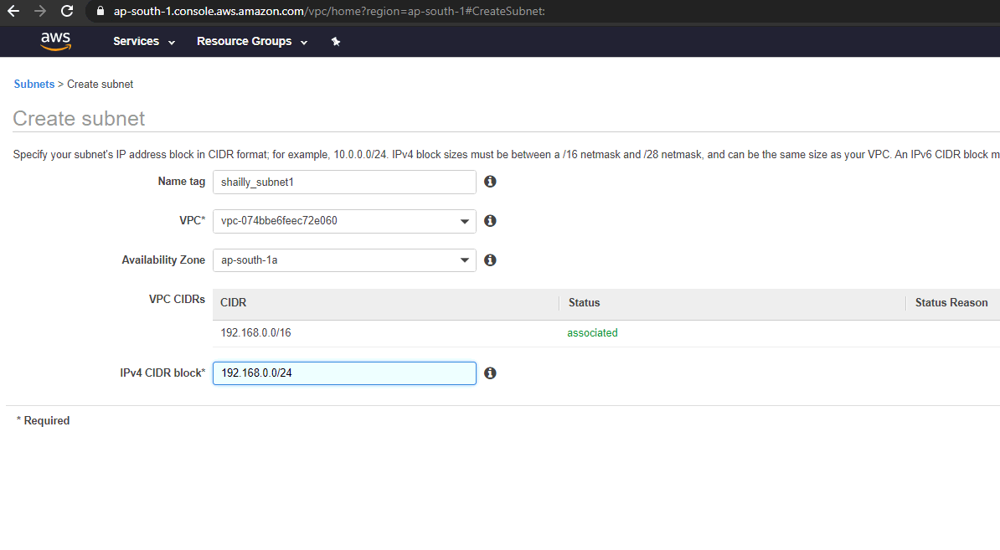 ap-south-1.console.aws.amazon.com/vpc/home?region=ap-south-1#CreateSubnet:
aws Services Resource Groups
Subnets > Create subnet
Create subnet
Specify your subnet's IP address block in CIDR format; for example, 10.0.0.0/24. IPv4 block sizes must be between a /16 netmask and /28 netmask, and can be the same size as your VPC. An IPv6 CIDR block m
Name tag shailly_subnet1
VPC* vpc-074bbe6feec72e060
Availability Zone ap-south-1a
VPC CIDRs CIDR Status Status Reason
192.168.0.0/16 associated
IPv4 CIDR block* 192.168.0.0/24
* Required